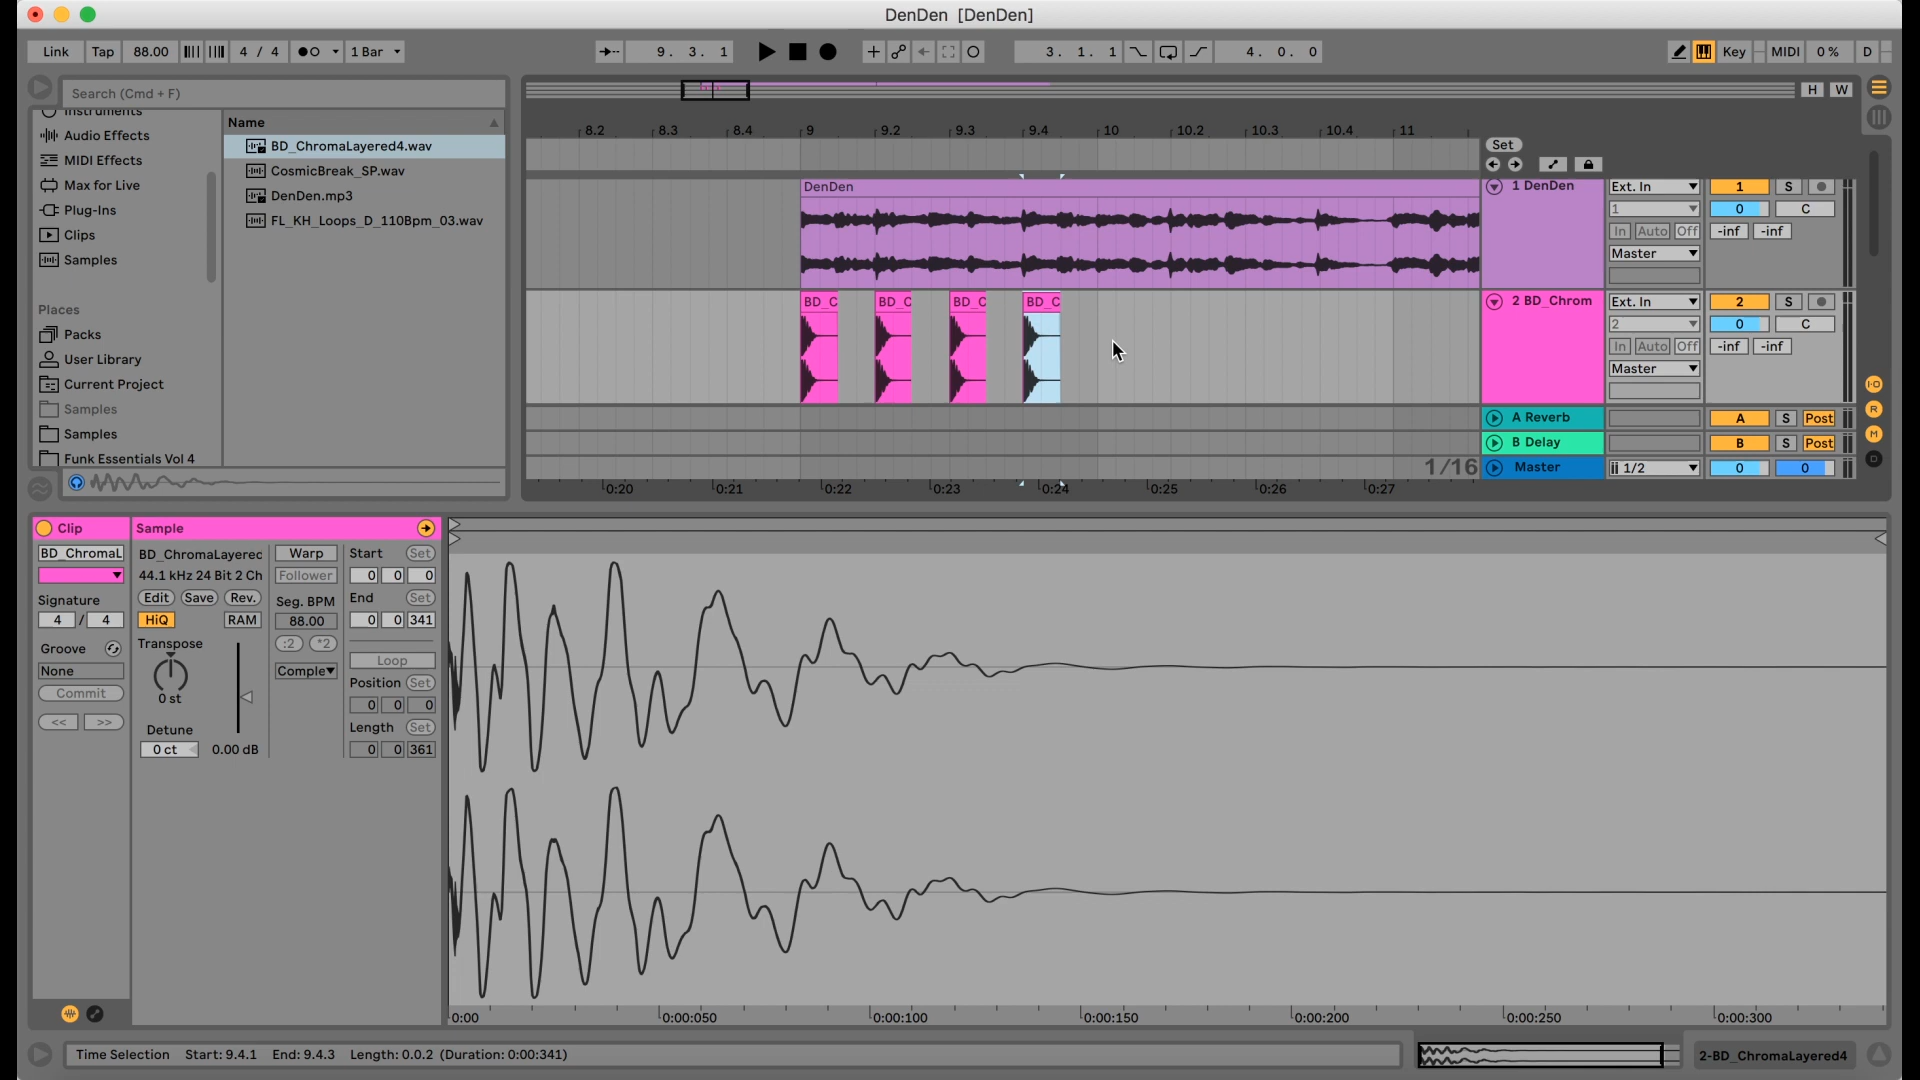 DenDen [DenDen]
Link Tap 88.00 4 / 4 1 Bar 9. 3. 1 3. 1. 1 4. 0. 0 Key MIDI 0 % D
Search (Cmd + F)
H W
Instruments
Audio Effects
MIDI Effects
Max for Live
Plug-Ins
Clips
Samples
Places
Packs
User Library
Current Project
Samples
Samples
Funk Essentials Vol 4
Name
BD_ChromaLayered4.wav
CosmicBreak_SP.wav
DenDen.mp3
FL_KH_Loops_D_110Bpm_03.wav
8.2 8.3 8.4 9 9.2 9.3 9.4 10 10.2 10.3 10.4 11
Set
DenDen
1 DenDen Ext. In 1 S
1 0 C
In Auto Off -inf -inf
Master
BD_C BD_C BD_C BD_C
2 BD_Chrom Ext. In 2 S
2 0 C
In Auto Off -inf -inf
Master
I·O
R
M
D
A Reverb A S Post
B Delay B S Post
1/16 Master 1/2 0 0
0:20 0:21 0:22 0:23 0:24 0:25 0:26 0:27
Clip
BD_ChromaL
Signature
4 / 4
Groove
None
Commit
<< >>
Sample
BD_ChromaLayerec
44.1 kHz 24 Bit 2 Ch
Edit Save Rev.
HiQ RAM
Transpose
0 st
Detune
0 ct 0.00 dB
Warp
Follower
Seg. BPM
88.00
:2 *2
Comple
Start Set
0 0 0
End Set
0 0 341
Loop
Position Set
0 0 0
Length Set
0 0 361
0:00 0:00:050 0:00:100 0:00:150 0:00:200 0:00:250 0:00:300
Time Selection Start: 9.4.1 End: 9.4.3 Length: 0.0.2 (Duration: 0:00:341)
2-BD_ChromaLayered4